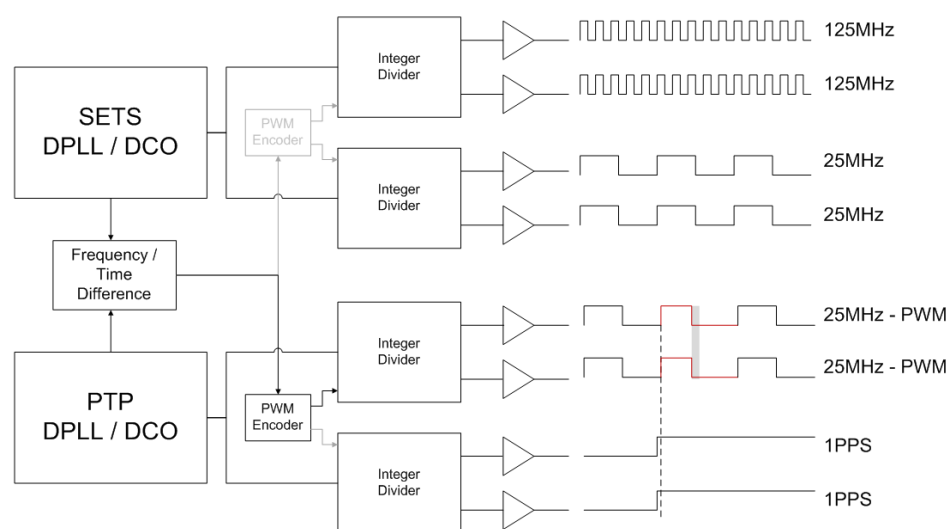 SETS
DPLL / DCO
Frequency /
Time
Difference
PTP
DPLL / DCO
PWM
Encoder
PWM
Encoder
Integer
Divider
Integer
Divider
Integer
Divider
Integer
Divider
125MHz
125MHz
25MHz
25MHz
25MHz - PWM
25MHz - PWM
1PPS
1PPS